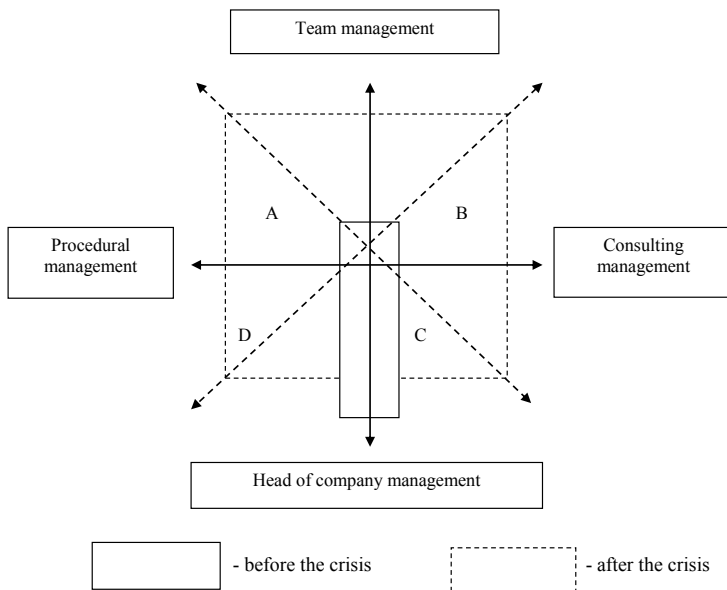 Team management
A
B
Procedural
management
Consulting
management
D
C
Head of company management
- before the crisis
- after the crisis